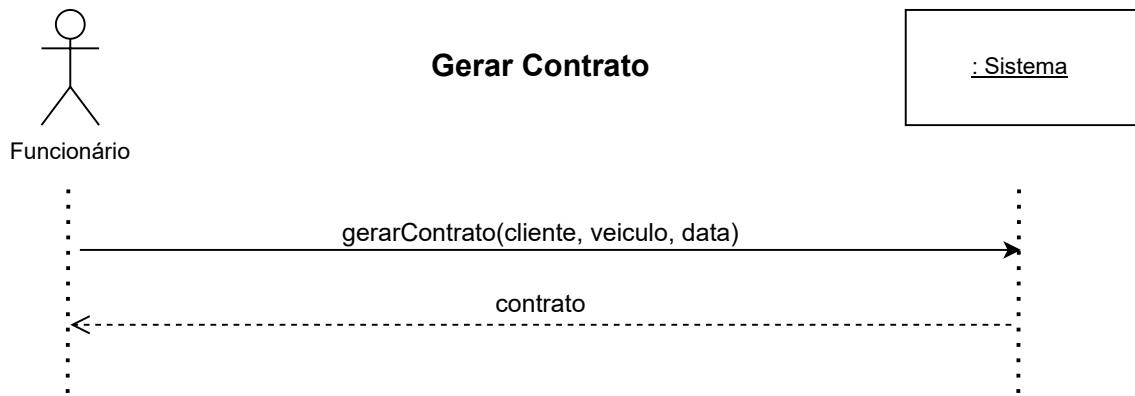 Gerar Contrato
: Sistema
Funcionário
gerarContrato(cliente, veiculo, data)
contrato